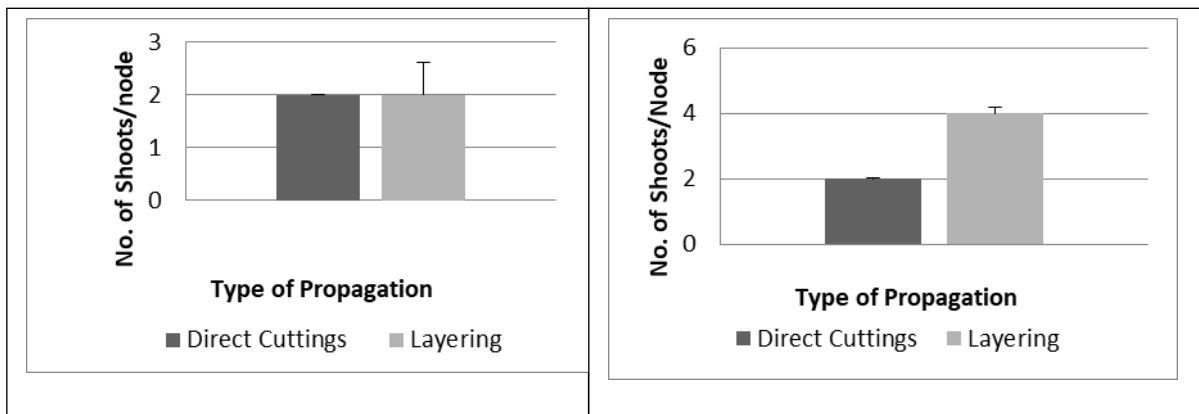 No. of Shoots/node
3
2
1
0
Type of Propagation
Direct Cuttings Layering
No. of Shoots/Node
6
4
2
0
Type of Propagation
Direct Cuttings Layering